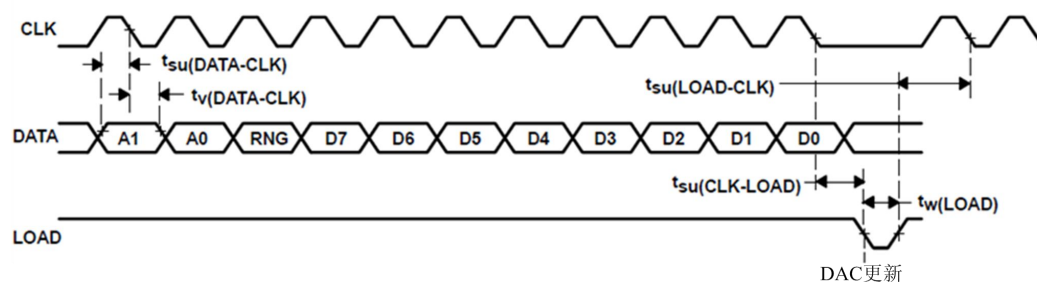 CLK
tsu(DATA-CLK)
tsu(LOAD-CLK)
tv(DATA-CLK)
DATA A1 A0 RNG D7 D6 D5 D4 D3 D2 D1 D0
tsu(CLK-LOAD)
tw(LOAD)
LOAD
DAC更新